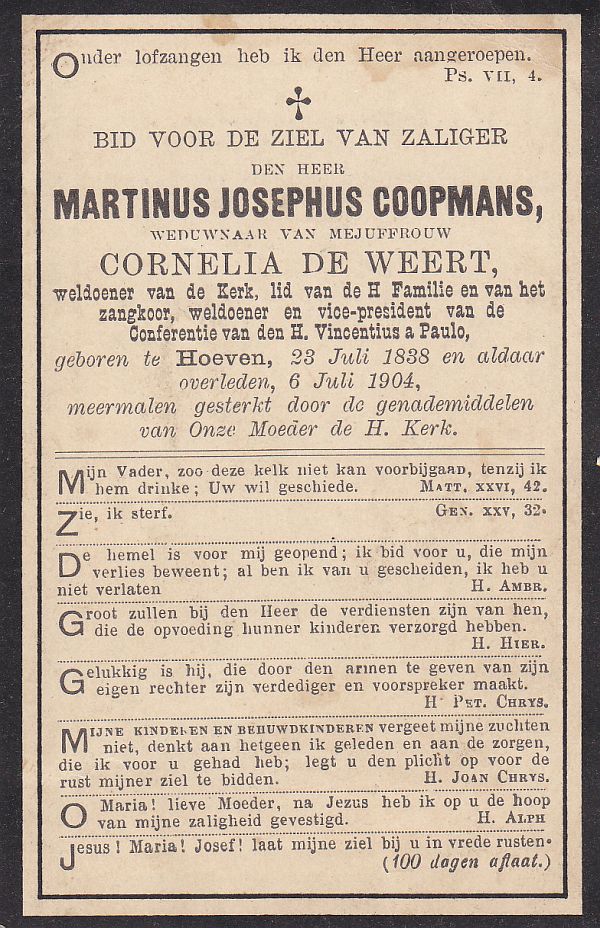 Onder lofzangen heb ik den Heer aangeroepen.
Ps. VII, 4.
BID VOOR DE ZIEL VAN ZALIGER
DEN HEER
MARTINUS JOSEPHUS COOPMANS,
WEDUWNAAR VAN MEJUFFROUW
CORNELIA DE WEERT,
weldoener van de Kerk, lid van de H Familie en van het
zangkoor, weldoener en vice-president van de
Conferentie van den H. Vincentius a Paulo,
geboren te Hoeven, 23 Juli 1838 en aldaar
overleden, 6 Juli 1904,
meermalen gesterkt door de genademiddelen
van Onze Moeder de H. Kerk.
Mijn Vader, zoo deze kelk niet kan voorbijgaan, tenzij ik
hem drinke; Uw wil geschiede. MATT. XXVI, 42.
Zie, ik sterf. GEN. XXV, 32.
De hemel is voor mij geopend; ik bid voor u, die mijn
verlies beweent; al ben ik van u gescheiden, ik heb u
niet verlaten H. AMBR.
Groot zullen bij den Heer de verdiensten zijn van hen,
die de opvoeding hunner kinderen verzorgd hebben.
H. HIER.
Gelukkig is hij, die door den armen te geven van zijn
eigen rechter zijn verdediger en voorspreker maakt.
H. PET. CHRYS.
MIJNE KINDEREN EN BEHUWDKINDEREN vergeet mijne zuchten
niet, denkt aan hetgeen ik geleden en aan de zorgen,
die ik voor u gehad heb; legt u den plicht op voor de
rust mijner ziel te bidden. H. JOAN CHRYS.
O Maria! lieve Moeder, na Jezus heb ik op u de hoop
van mijne zaligheid gevestigd. H. ALPH
Jesus! Maria! Josef! laat mijne ziel bij u in vrede rusten.
(100 dagen aflaat.)